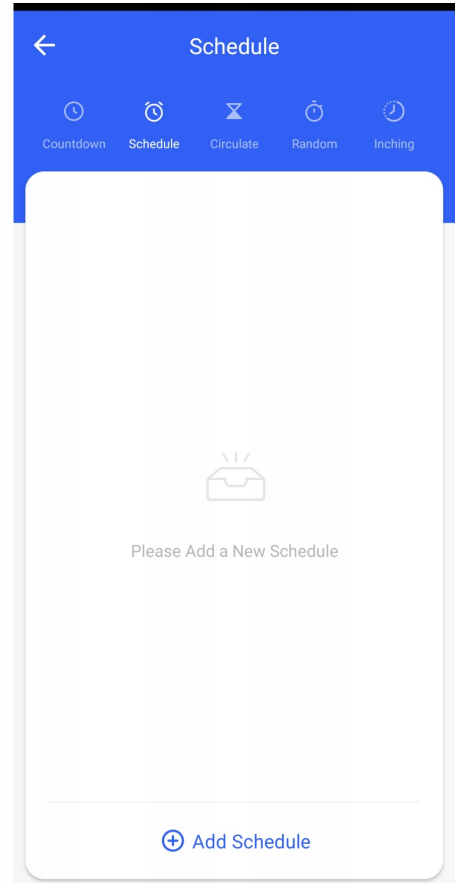 Schedule
Countdown Schedule Circulate Random Inching
Please Add a New Schedule
Add Schedule